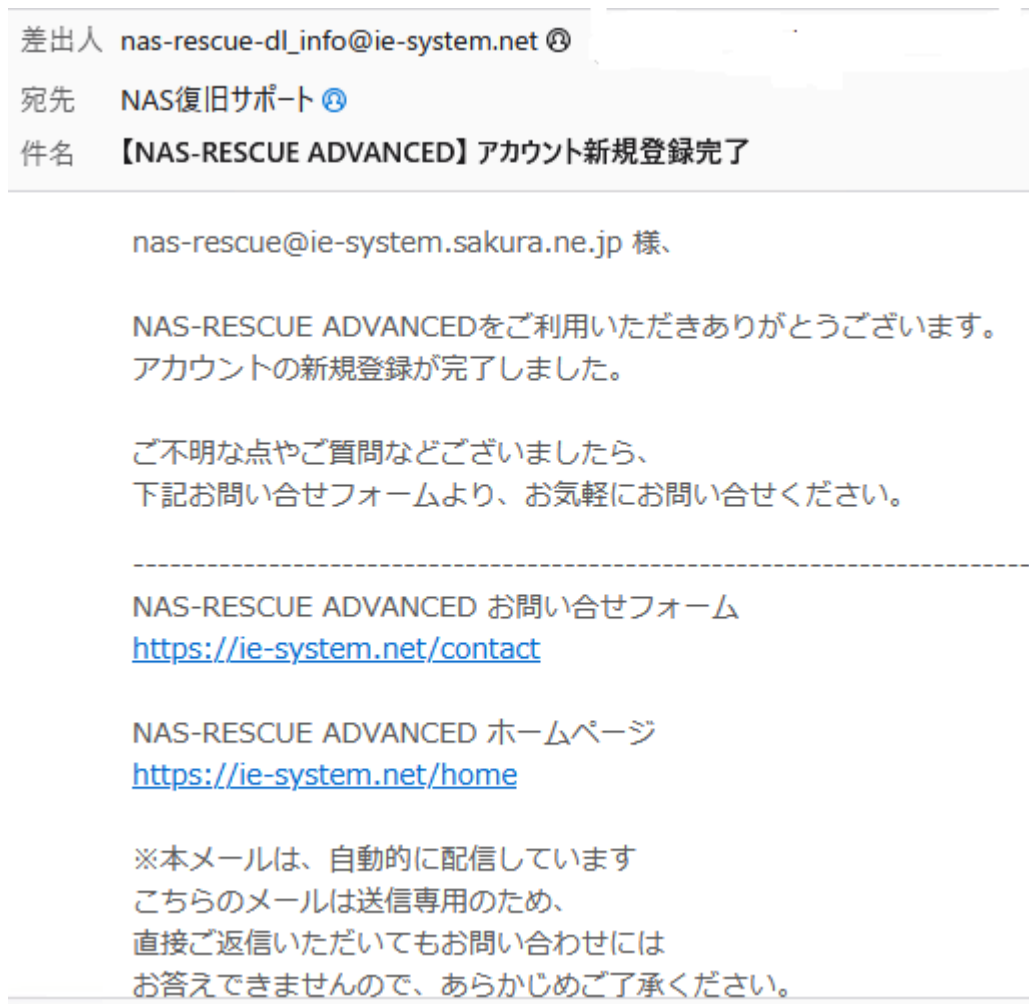 差出人 nas-rescue-dl_info@ie-system.net
宛先 NAS復旧サポート
件名 【NAS-RESCUE ADVANCED】アカウント新規登録完了
nas-rescue@ie-system.sakura.ne.jp 様、
NAS-RESCUE ADVANCEDをご利用いただきありがとうございます。
アカウントの新規登録が完了しました。
ご不明な点やご質問などございましたら、
下記お問い合せフォームより、お気軽にお問い合せください。
------------------------------------------------------------------------
NAS-RESCUE ADVANCED お問い合せフォーム
https://ie-system.net/contact
NAS-RESCUE ADVANCED ホームページ
https://ie-system.net/home
※本メールは、自動的に配信しています
こちらのメールは送信専用のため、
直接ご返信いただいてもお問い合わせには
お答えできませんので、あらかじめご了承ください。